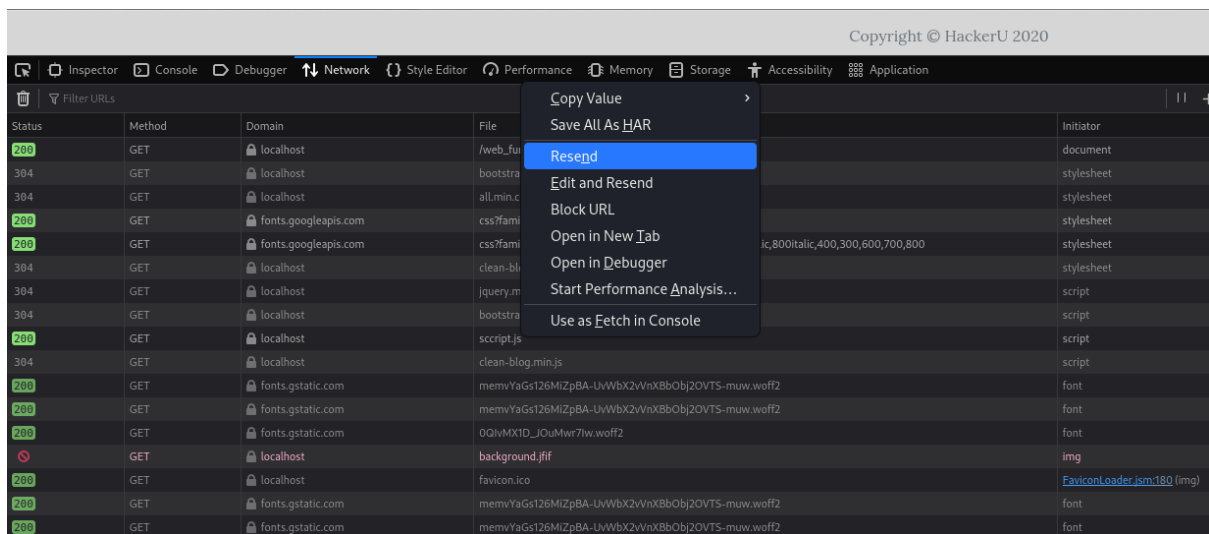 Copyright © HackerU 2020
Inspector Console Debugger Network Style Editor Performance Memory Storage Accessibility Application
Filter URLs
Status Method Domain File Initiator
200 GET localhost /web_fu document
304 GET localhost bootstra stylesheet
304 GET localhost all.min.c stylesheet
200 GET fonts.googleapis.com css?fami stylesheet
200 GET fonts.googleapis.com css?fami ic,800italic,400,300,600,700,800 stylesheet
304 GET localhost clean-bl stylesheet
304 GET localhost jquery.m script
304 GET localhost bootstra script
200 GET localhost sccript.js script
304 GET localhost clean-blog.min.js script
200 GET fonts.gstatic.com memvYaGs126MiZpBA-UvWbX2vVnXBbObj2OVTS-muw.woff2 font
200 GET fonts.gstatic.com memvYaGs126MiZpBA-UvWbX2vVnXBbObj2OVTS-muw.woff2 font
200 GET fonts.gstatic.com 0QIvMX1D_JOuMwr7Iw.woff2 font
GET localhost background.jfif img
200 GET localhost favicon.ico FaviconLoader.jsm:180 (img)
200 GET fonts.gstatic.com memvYaGs126MiZpBA-UvWbX2vVnXBbObj2OVTS-muw.woff2 font
200 GET fonts.gstatic.com memvYaGs126MiZpBA-UvWbX2vVnXBbObj2OVTS-muw.woff2 font
Copy Value
Save All As HAR
Resend
Edit and Resend
Block URL
Open in New Tab
Open in Debugger
Start Performance Analysis...
Use as Fetch in Console